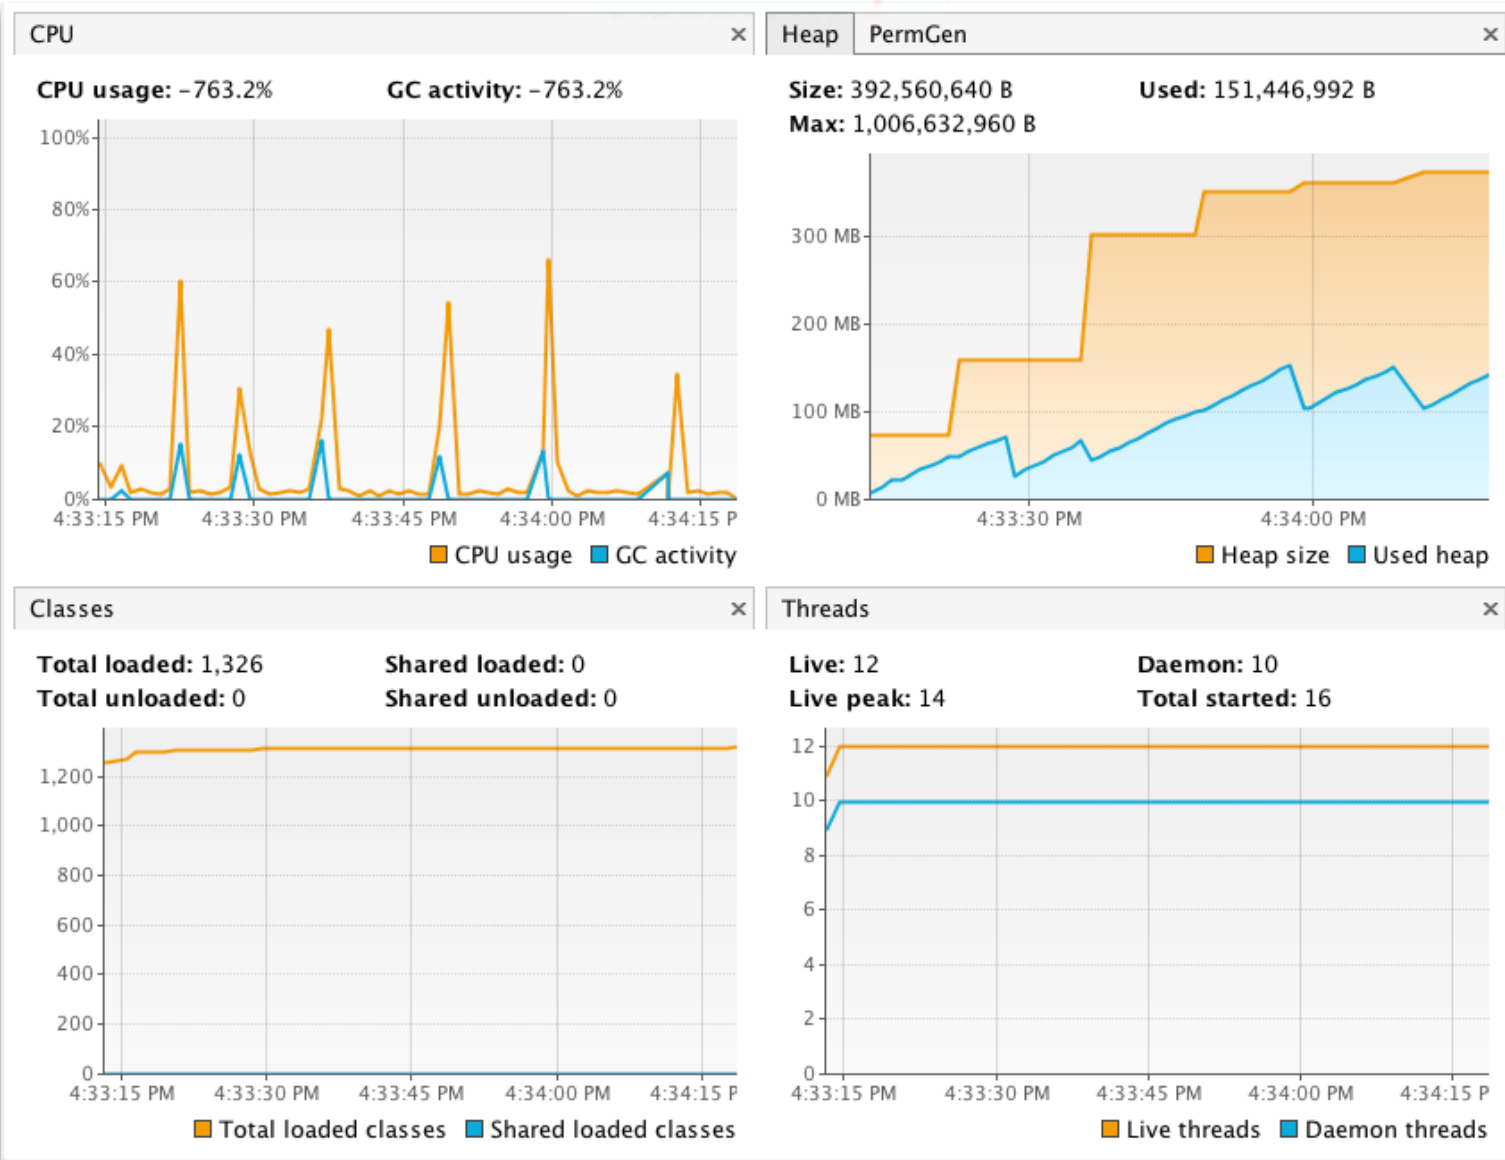 CPU ×
CPU usage: -763.2% GC activity: -763.2%
100%
80%
60%
40%
20%
0%
4:33:15 PM 4:33:30 PM 4:33:45 PM 4:34:00 PM 4:34:15 P
CPU usage GC activity
Heap PermGen ×
Size: 392,560,640 B Used: 151,446,992 B
Max: 1,006,632,960 B
300 MB
200 MB
100 MB
0 MB
4:33:30 PM 4:34:00 PM
Heap size Used heap
Classes ×
Total loaded: 1,326 Shared loaded: 0
Total unloaded: 0 Shared unloaded: 0
1,200
1,000
800
600
400
200
0
4:33:15 PM 4:33:30 PM 4:33:45 PM 4:34:00 PM 4:34:15 P
Total loaded classes Shared loaded classes
Threads ×
Live: 12 Daemon: 10
Live peak: 14 Total started: 16
12
10
8
6
4
2
0
4:33:15 PM 4:33:30 PM 4:33:45 PM 4:34:00 PM 4:34:15 P
Live threads Daemon threads